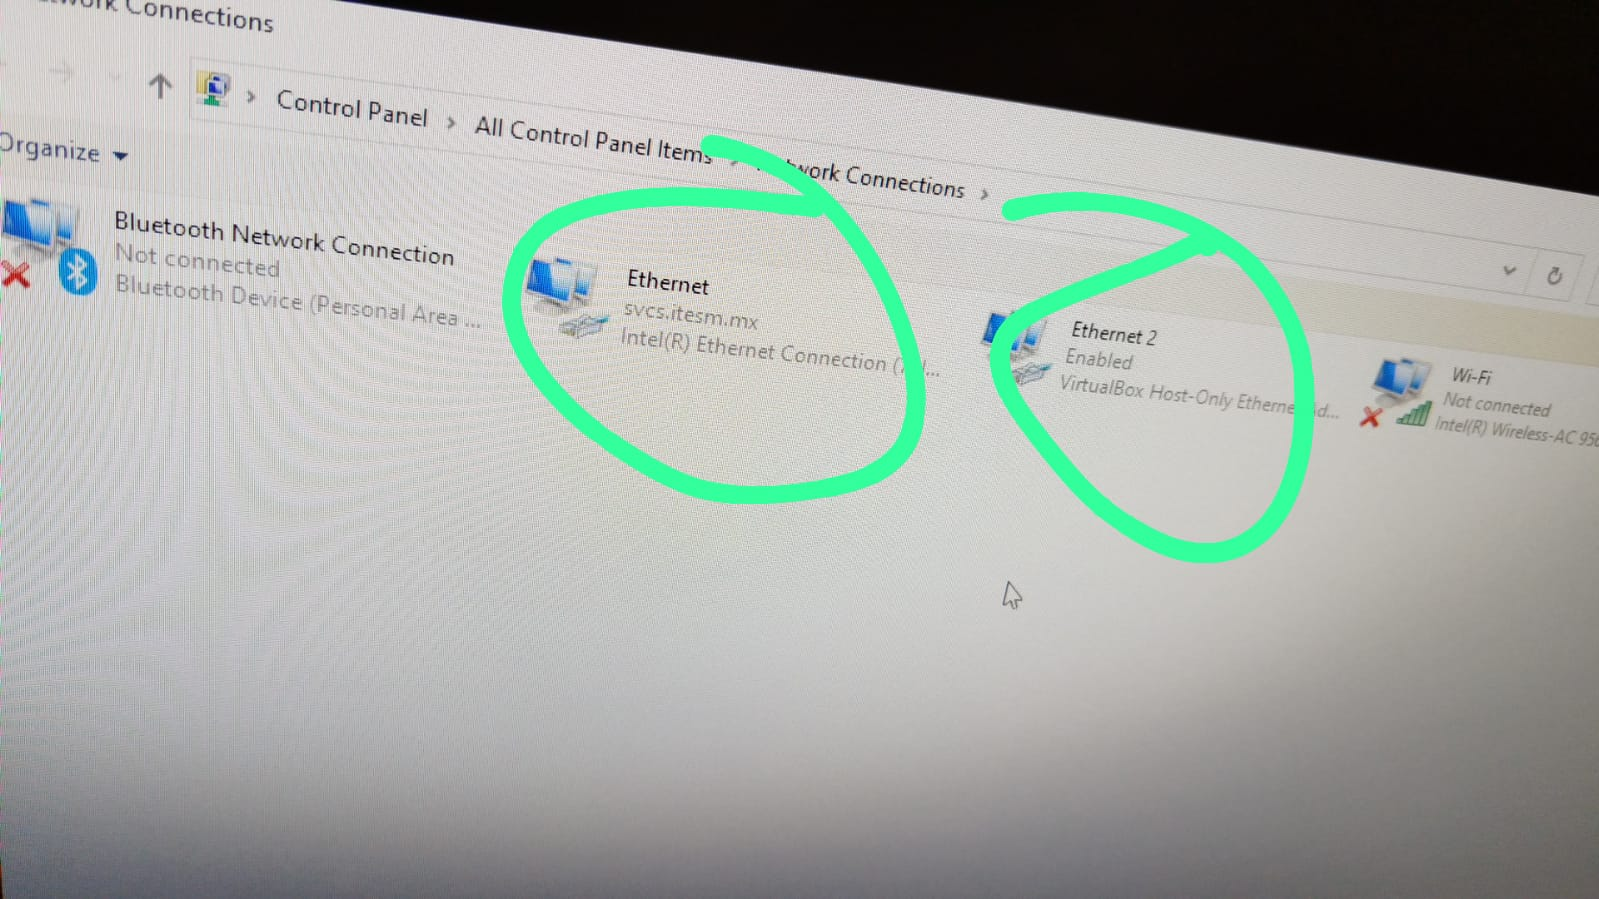 Connections
Control Panel > All Control Panel Items > Connections >
Organize
Bluetooth Network Connection
Not connected
Bluetooth Device (Personal Area ...
Ethernet
svcs.itesm.mx
Intel(R) Ethernet Connection
Ethernet 2
Enabled
VirtualBox Host-Only
Wi-Fi
Not connected
Intel(R) Wireless-AC